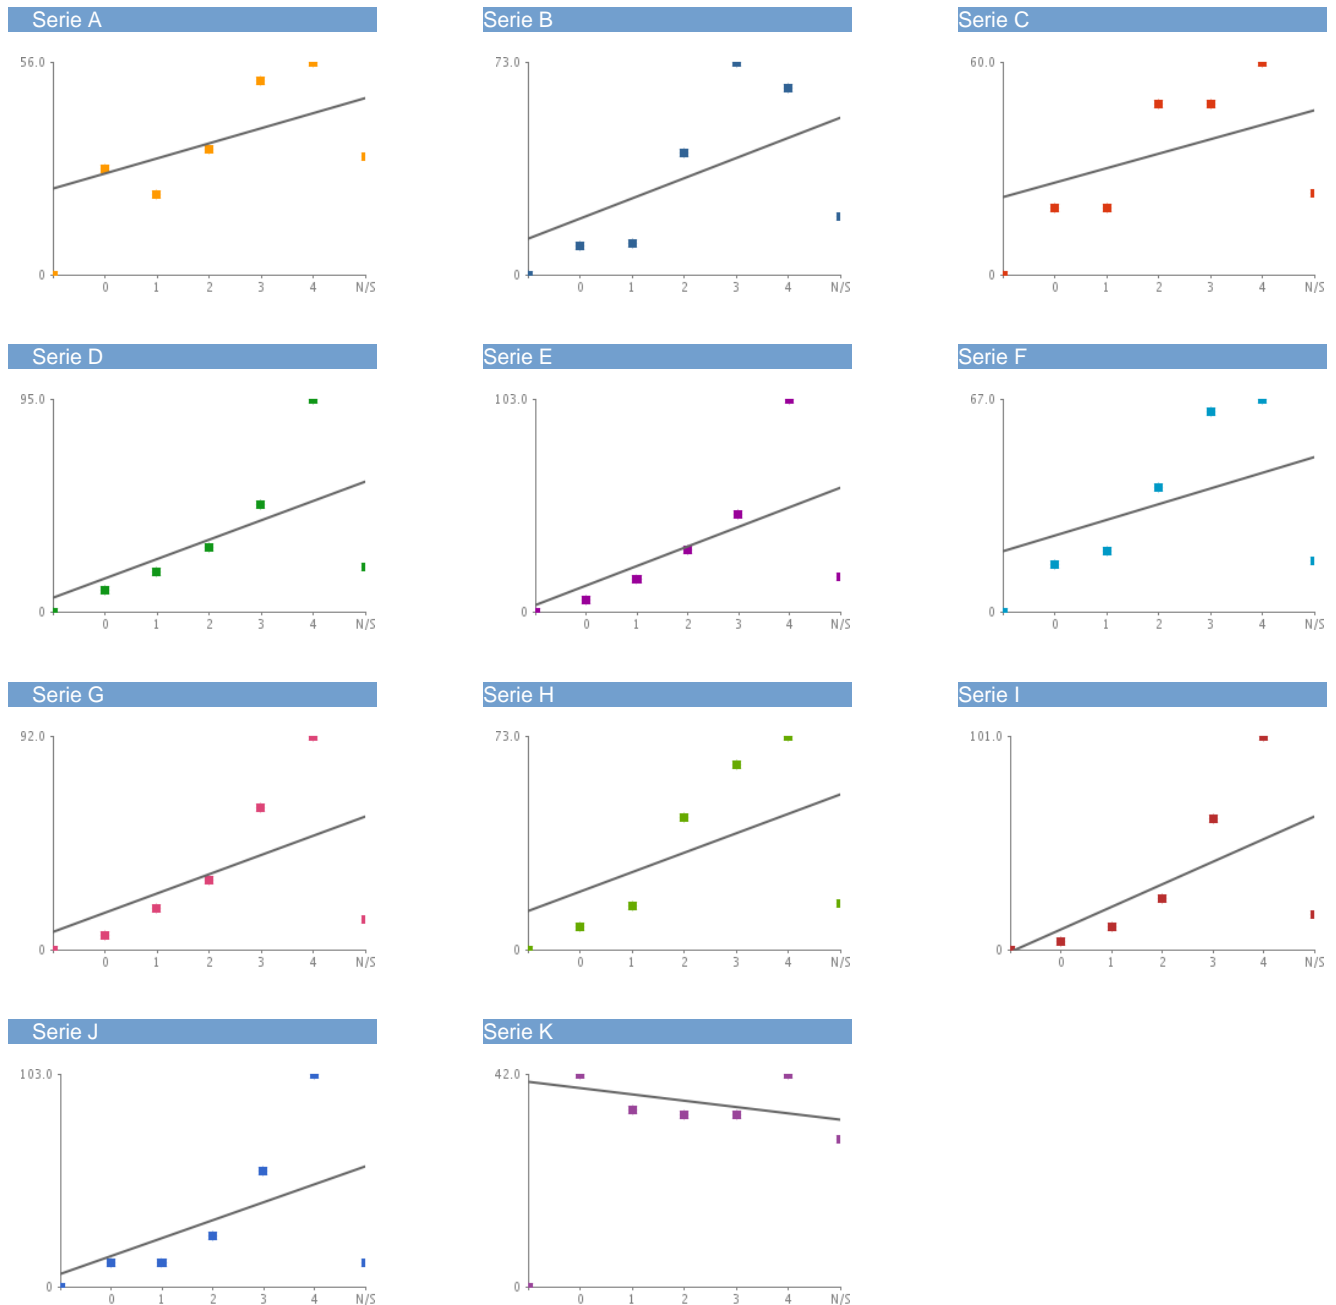 Serie A
56.0
0
0 1 2 3 4 N/S
Serie B
73.0
0
0 1 2 3 4 N/S
Serie C
60.0
0
0 1 2 3 4 N/S
Serie D
95.0
0
0 1 2 3 4 N/S
Serie E
103.0
0
0 1 2 3 4 N/S
Serie F
67.0
0
0 1 2 3 4 N/S
Serie G
92.0
0
0 1 2 3 4 N/S
Serie H
73.0
0
0 1 2 3 4 N/S
Serie I
101.0
0
0 1 2 3 4 N/S
Serie J
103.0
0
0 1 2 3 4 N/S
Serie K
42.0
0
0 1 2 3 4 N/S